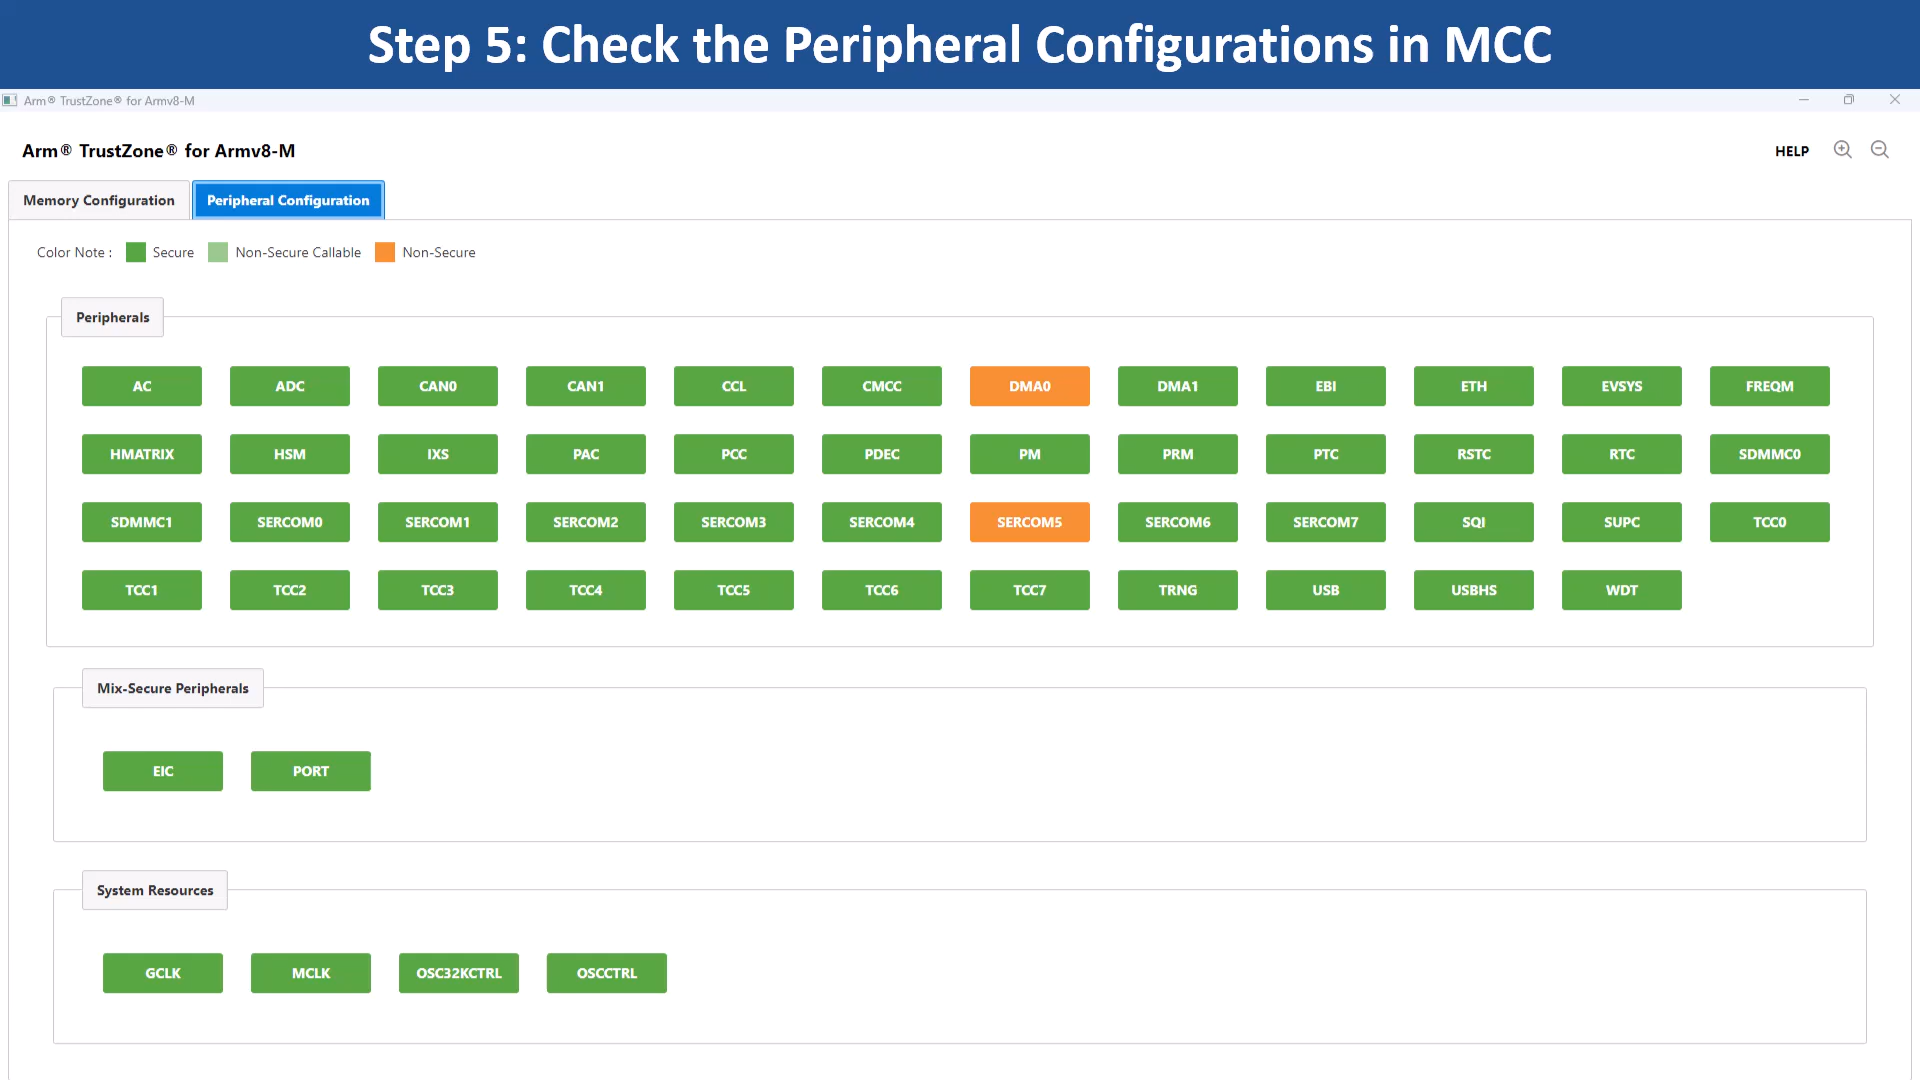 Step 5: Check the Peripheral Configurations in MCC
Arm® TrustZone® for Armv8-M
Arm® TrustZone® for Armv8-M
HELP
Memory Configuration Peripheral Configuration
Color Note : Secure Non-Secure Callable Non-Secure
Peripherals
AC ADC CAN0 CAN1 CCL CMCC DMA0 DMA1 EBI ETH EVSYS FREQM
HMATRIX HSM IXS PAC PCC PDEC PM PRM PTC RSTC RTC SDMMC0
SDMMC1 SERCOM0 SERCOM1 SERCOM2 SERCOM3 SERCOM4 SERCOM5 SERCOM6 SERCOM7 SQI SUPC TCC0
TCC1 TCC2 TCC3 TCC4 TCC5 TCC6 TCC7 TRNG USB USBHS WDT
Mix-Secure Peripherals
EIC PORT
System Resources
GCLK MCLK OSC32KCTRL OSCCTRL